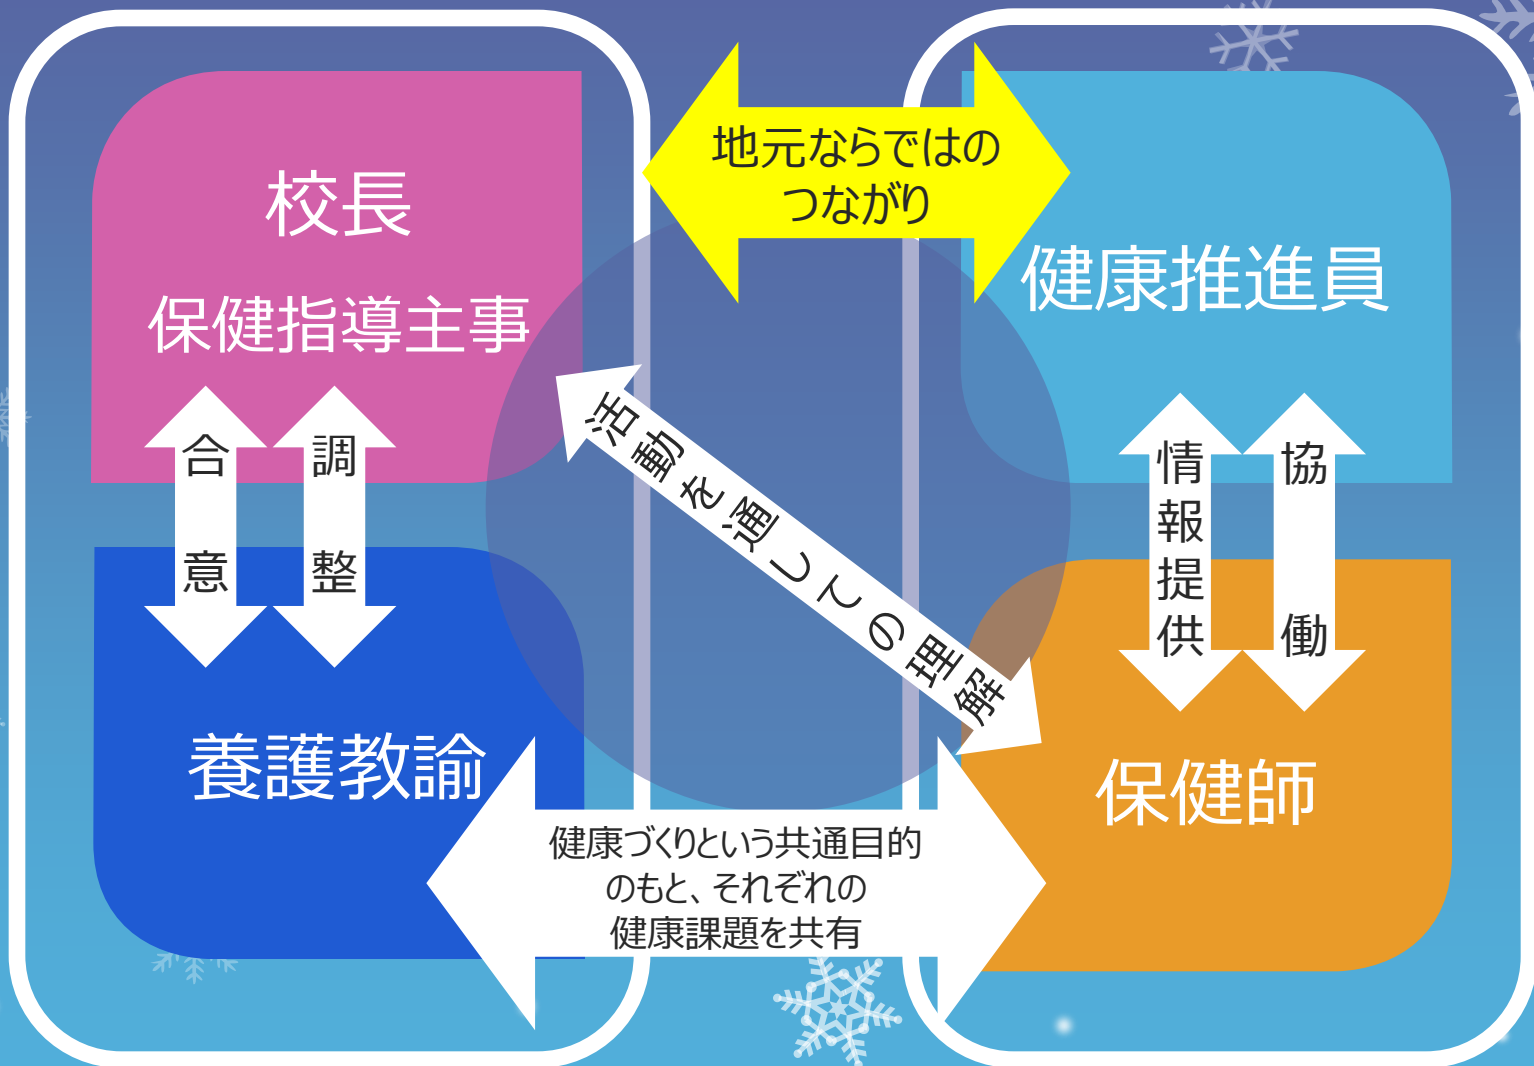 地元ならではの
つながり
校長
保健指導主事
健康推進員
合意
調整
活動を通しての理解
情報提供
協働
養護教諭
保健師
健康づくりという共通目的
のもと、それぞれの
健康課題を共有